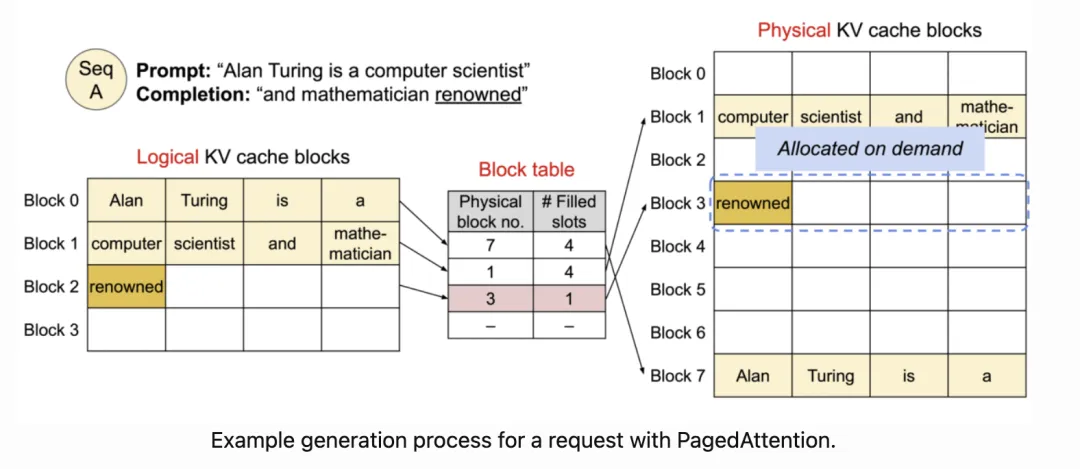 Physical KV cache blocks
Seq
A
Prompt: “Alan Turing is a computer scientist”
Completion: “and mathematician renowned”
Logical KV cache blocks
Block 0 Alan Turing is a
Block 1 computer scientist and mathe-
matician
Block 2 renowned
Block 3
Block table
Physical
block no.
# Filled
slots
7 4
1 4
3 1
– –
Block 0
Block 1 computer scientist and mathe-
matician
Block 2
Allocated on demand
Block 3 renowned
Block 4
Block 5
Block 6
Block 7 Alan Turing is a
Example generation process for a request with PagedAttention.